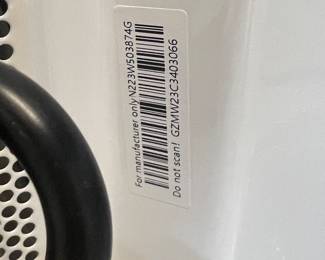 For manufacturer only N223W503874G
Do not scan! GZMW23C3403066